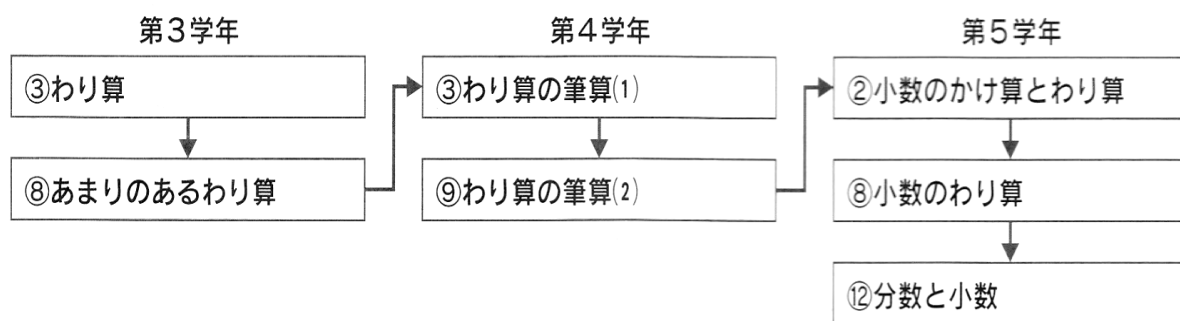 第3学年
③わり算
⑧あまりのあるわり算
第4学年
③わり算の筆算⑴
⑨わり算の筆算⑵
第5学年
②小数のかけ算とわり算
⑧小数のわり算
⑫分数と小数